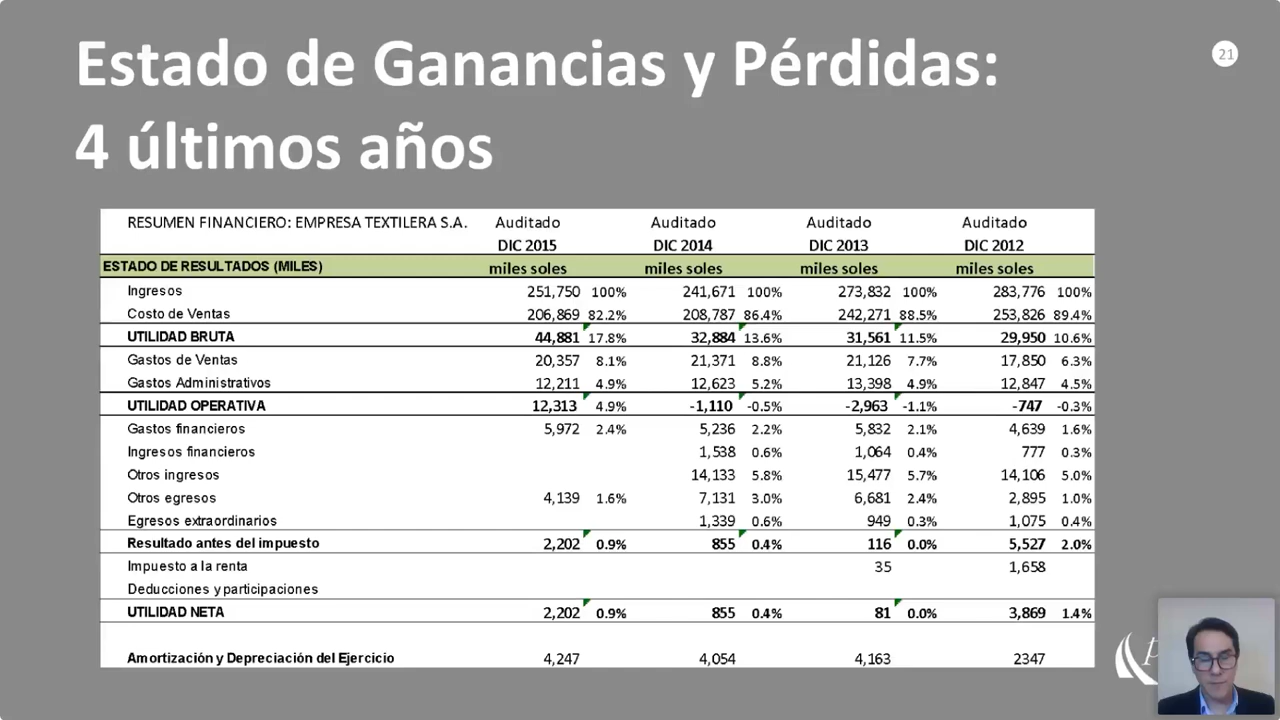 Estado de Ganancias y Pérdidas:
4 últimos años
21
RESUMEN FINANCIERO: EMPRESA TEXTILERA S.A. Auditado Auditado Auditado Auditado
DIC 2015 DIC 2014 DIC 2013 DIC 2012
ESTADO DE RESULTADOS (MILES) miles soles miles soles miles soles miles soles
Ingresos 251,750 100% 241,671 100% 273,832 100% 283,776 100%
Costo de Ventas 206,869 82.2% 208,787 86.4% 242,271 88.5% 253,826 89.4%
UTILIDAD BRUTA 44,881 17.8% 32,884 13.6% 31,561 11.5% 29,950 10.6%
Gastos de Ventas 20,357 8.1% 21,371 8.8% 21,126 7.7% 17,850 6.3%
Gastos Administrativos 12,211 4.9% 12,623 5.2% 13,398 4.9% 12,847 4.5%
UTILIDAD OPERATIVA 12,313 4.9% -1,110 -0.5% -2,963 -1.1% -747 -0.3%
Gastos financieros 5,972 2.4% 5,236 2.2% 5,832 2.1% 4,639 1.6%
Ingresos financieros 1,538 0.6% 1,064 0.4% 777 0.3%
Otros ingresos 14,133 5.8% 15,477 5.7% 14,106 5.0%
Otros egresos 4,139 1.6% 7,131 3.0% 6,681 2.4% 2,895 1.0%
Egresos extraordinarios 1,339 0.6% 949 0.3% 1,075 0.4%
Resultado antes del impuesto 2,202 0.9% 855 0.4% 116 0.0% 5,527 2.0%
Impuesto a la renta 35 1,658
Deducciones y participaciones
UTILIDAD NETA 2,202 0.9% 855 0.4% 81 0.0% 3,869 1.4%
Amortización y Depreciación del Ejercicio 4,247 4,054 4,163 2347